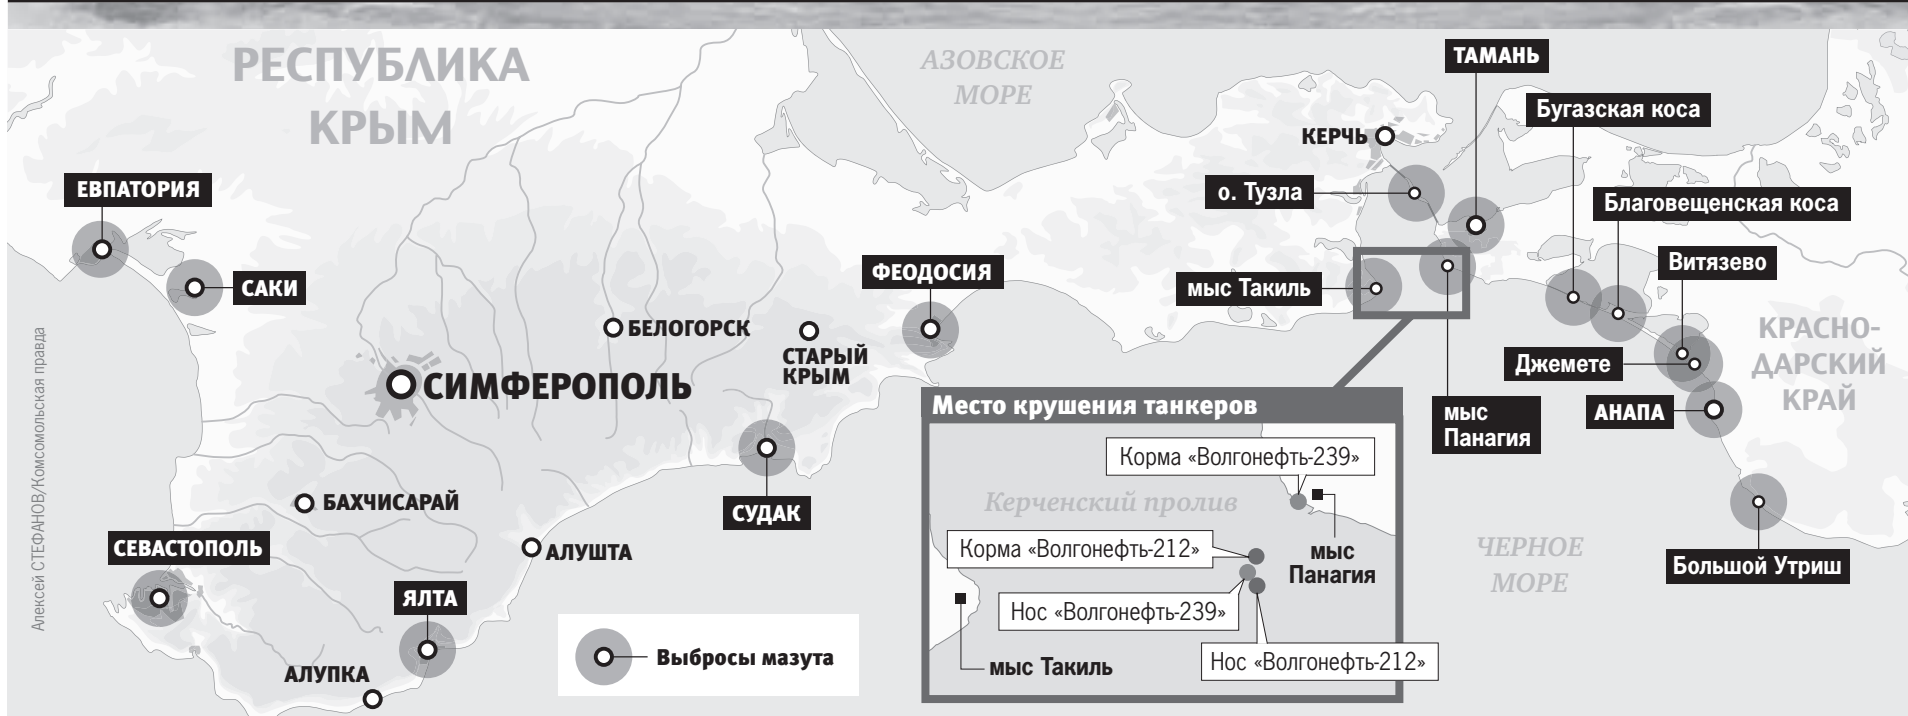 РЕСПУБЛИКА
КРЫМ
АЗОВСКОЕ
МОРЕ
ТАМАНЬ
Бугазская коса
КЕРЧЬ
ЕВПАТОРИЯ
о. Тузла
Благовещенская коса
Витязево
ФЕОДОСИЯ
САКИ
мыс Такиль
БЕЛОГОРСК
СТАРЫЙ
КРЫМ
КРАСНО-
ДАРСКИЙ
КРАЙ
Джемете
СИМФЕРОПОЛЬ
АНАПА
мыс
Панагия
Место крушения танкеров
Корма «Волгонефть-239»
Керченский пролив
Корма «Волгонефть-212»
мыс
Панагия
Нос «Волгонефть-239»
Нос «Волгонефть-212»
мыс Такиль
БАХЧИСАРАЙ
СУДАК
СЕВАСТОПОЛЬ
АЛУШТА
ЧЕРНОЕ
МОРЕ
Большой Утриш
ЯЛТА
АЛУПКА
Выбросы мазута
Алексей СТЕФАНОВ/Комсомольская правда